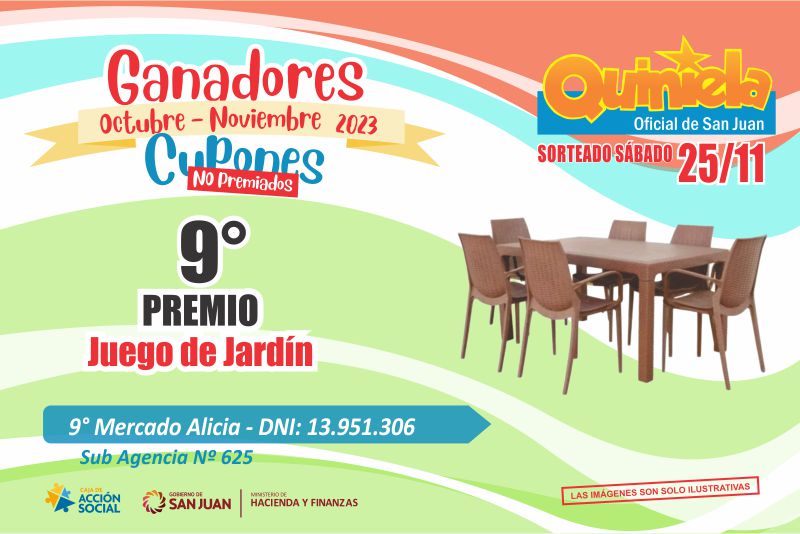 Ganadores
Octubre - Noviembre 2023
CuPones
NO Premiados
Quiniela
Oficial de San Juan
SORTEADO SÁBADO 25/11
9°
PREMIO
Juego de Jardín
9° Mercado Alicia - DNI: 13.951.306
Sub Agencia Nº 625
CAJA DE
ACCIÓN
SOCIAL
GOBIERNO DE
SAN JUAN
MINISTERIO DE
HACIENDA Y FINANZAS
LAS IMÁGENES SON SOLO ILUSTRATIVAS